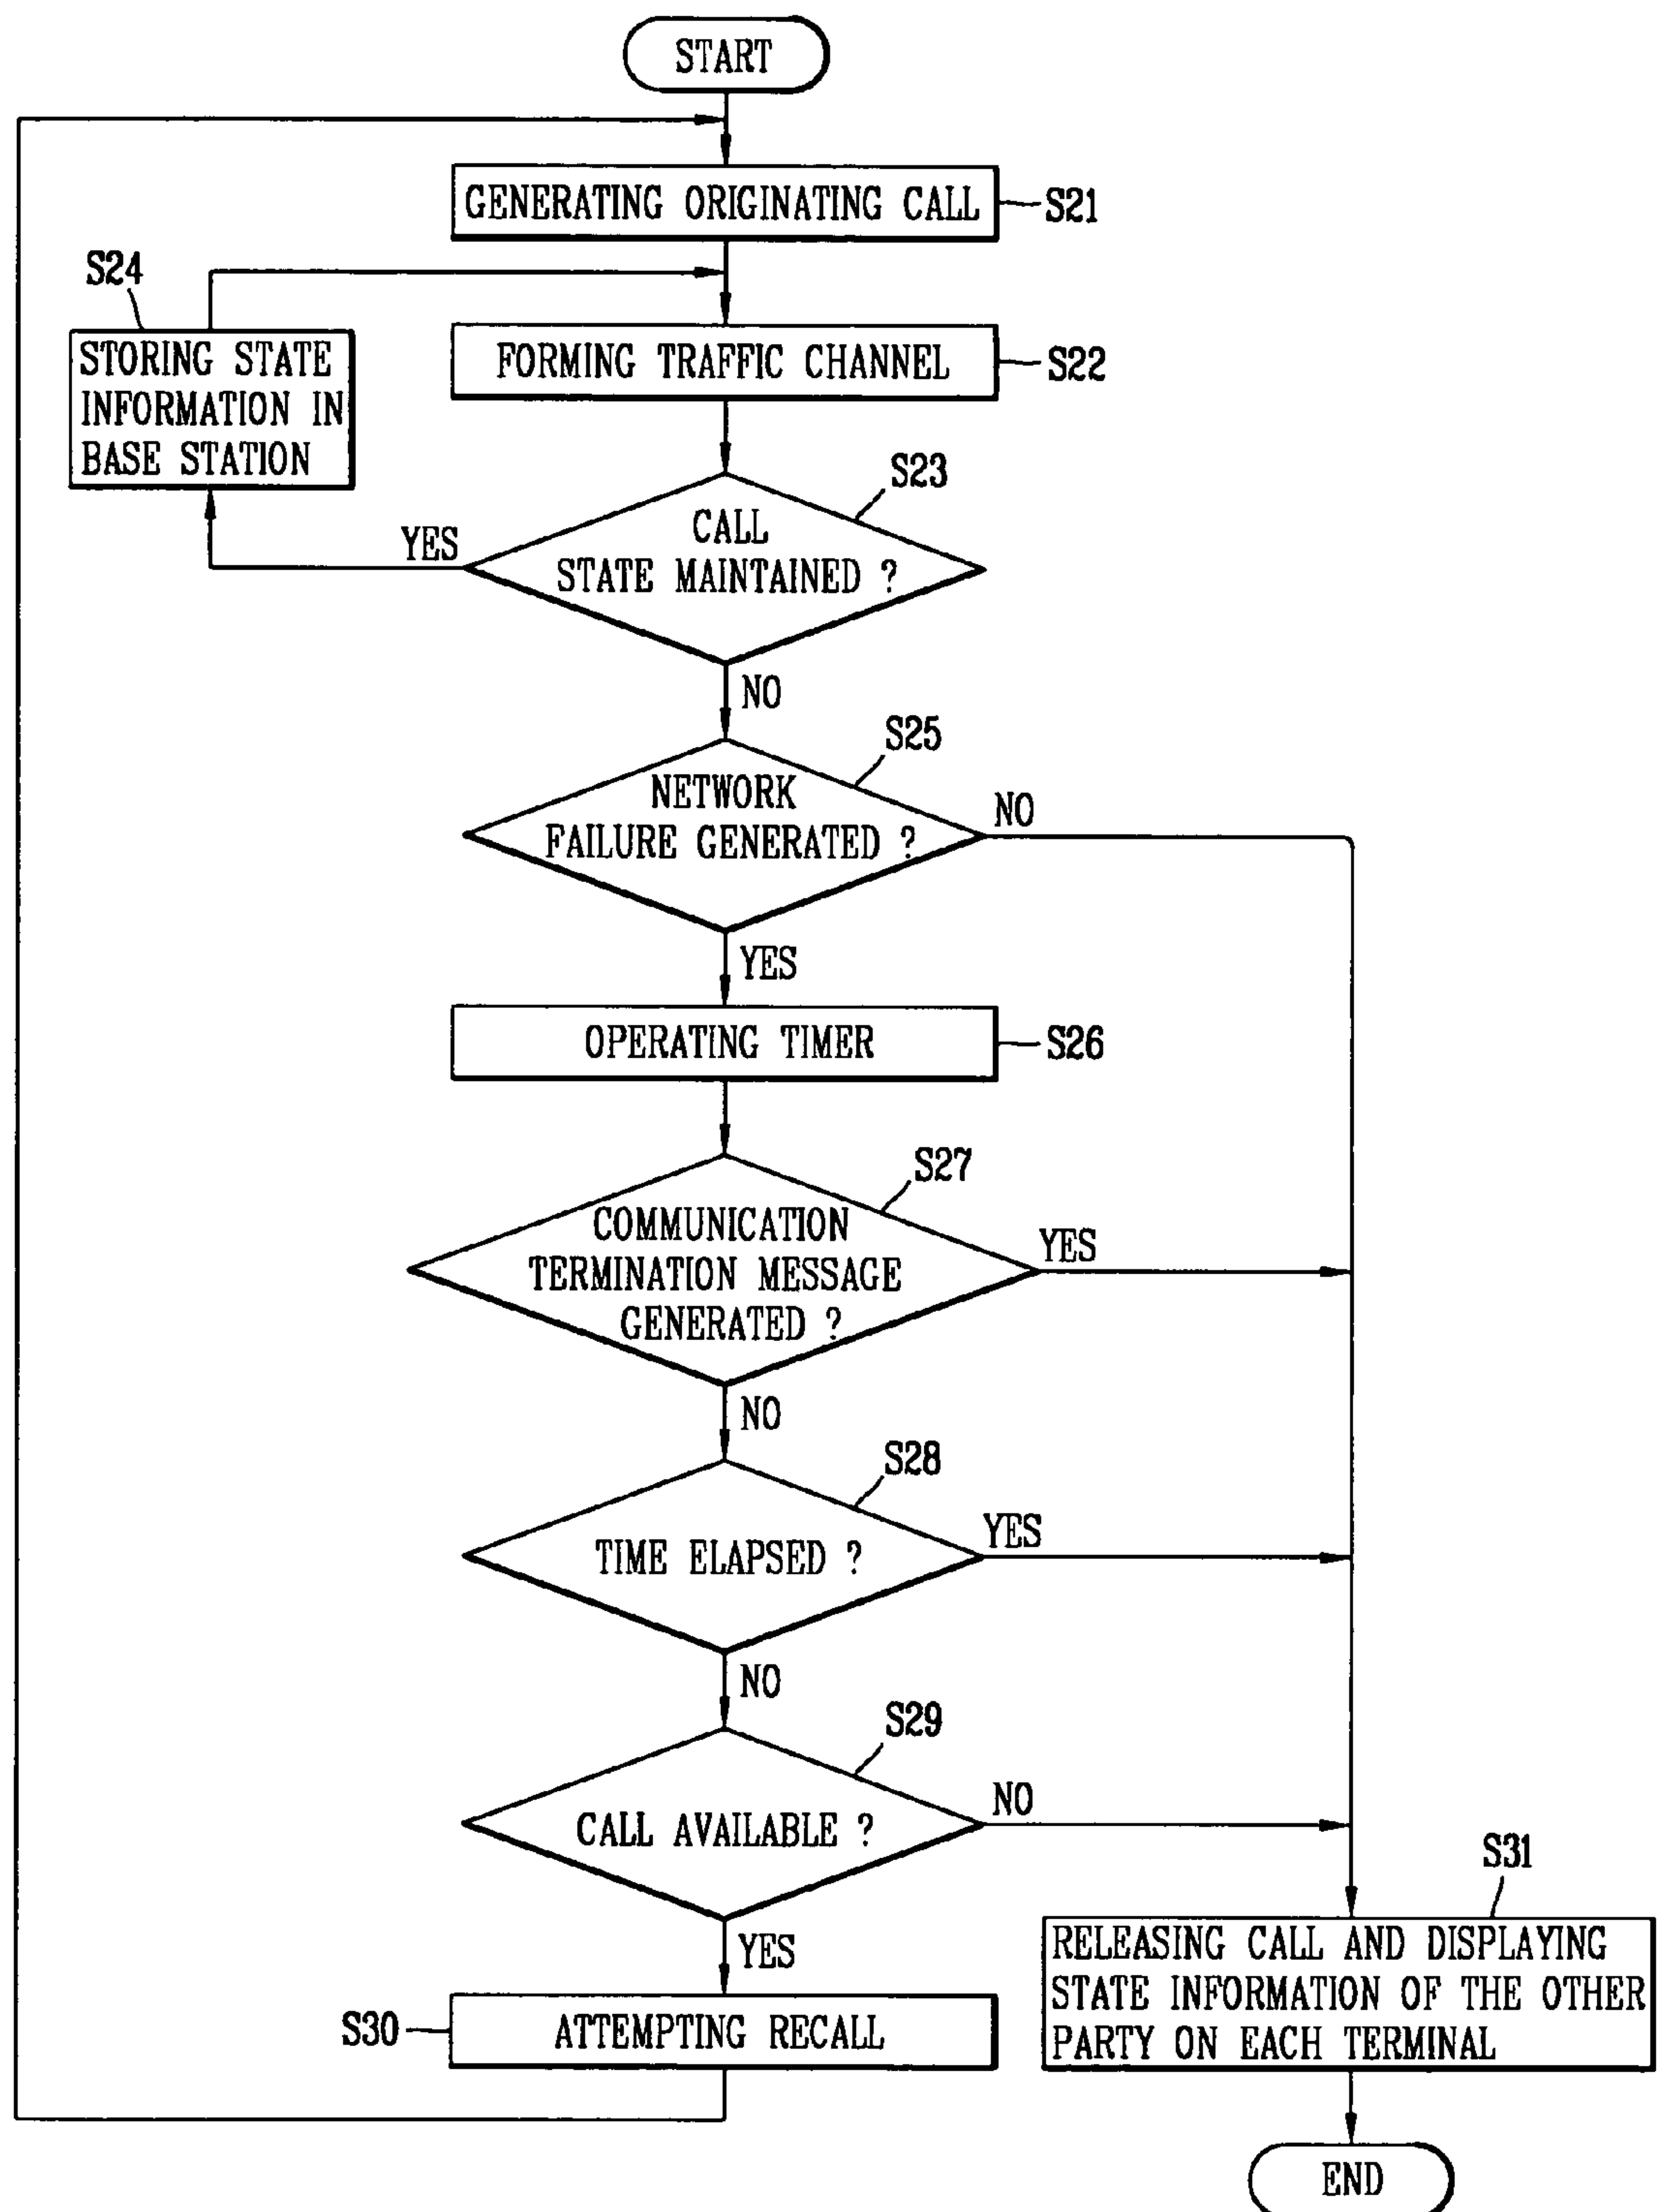 START
GENERATING ORIGINATING CALL
S21
S24
STORING STATE
INFORMATION IN
BASE STATION
FORMING TRAFFIC CHANNEL
S22
S23
CALL
STATE MAINTAINED ?
YES
NO
S25
NETWORK
FAILURE GENERATED ?
NO
YES
OPERATING TIMER
S26
S27
COMMUNICATION
TERMINATION MESSAGE
GENERATED ?
YES
NO
S28
TIME ELAPSED ?
YES
NO
S29
CALL AVAILABLE ?
NO
YES
S30
ATTEMPTING RECALL
S31
RELEASING CALL AND DISPLAYING
STATE INFORMATION OF THE OTHER
PARTY ON EACH TERMINAL
END